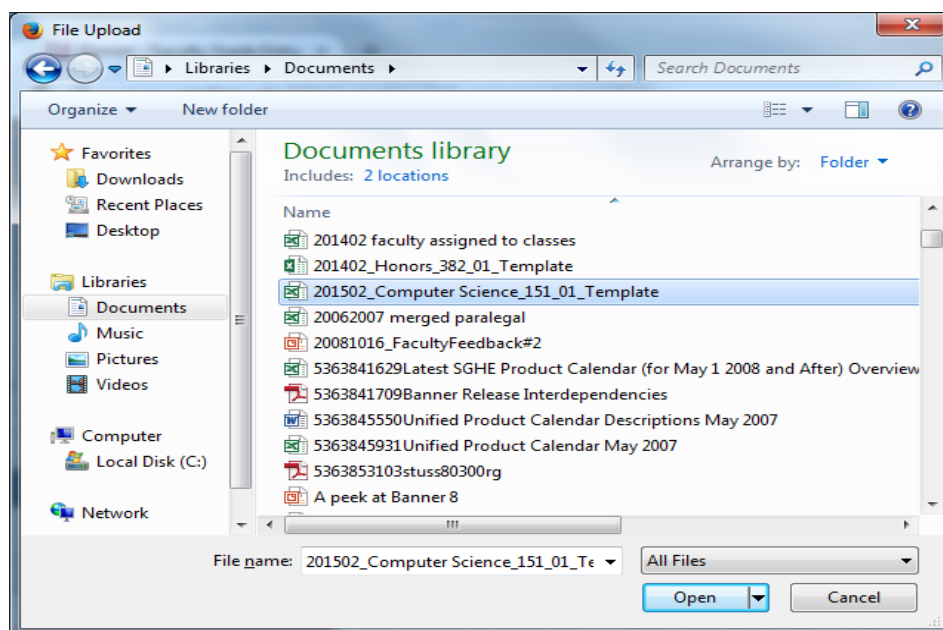 File Upload
Libraries Documents
Search Documents
Organize New folder
Favorites
Downloads
Recent Places
Desktop
Libraries
Documents
Music
Pictures
Videos
Computer
Local Disk (C:)
Network
Documents library
Includes: 2 locations
Arrange by: Folder
Name
201402 faculty assigned to classes
201402_Honors_382_01_Template
201502_Computer Science_151_01_Template
20062007 merged paralegal
20081016_FacultyFeedback#2
5363841629Latest SGHE Product Calendar (for May 1 2008 and After) Overview
5363841709Banner Release Interdependencies
5363845550Unified Product Calendar Descriptions May 2007
5363845931Unified Product Calendar May 2007
5363853103stuss80300rg
A peek at Banner 8
File name: 201502_Computer Science_151_01_Te
All Files
Open Cancel